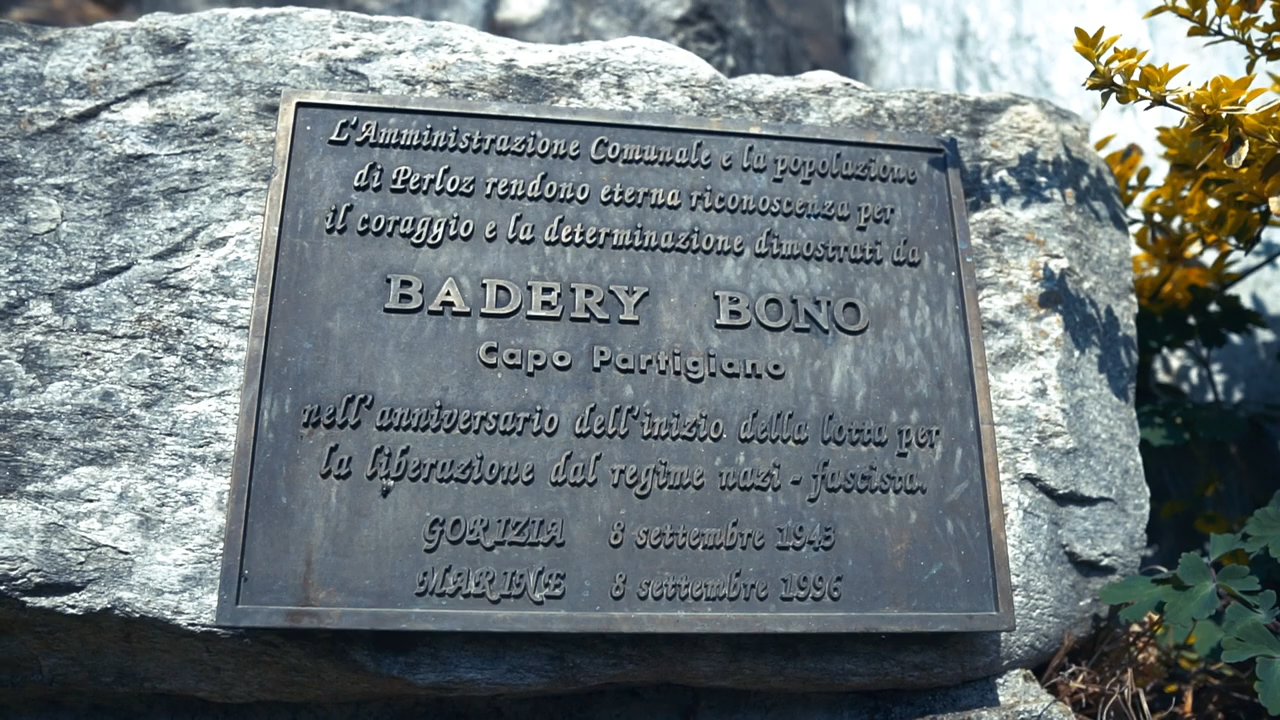 L'Amministrazione Comunale e la popolazione
di Perloz rendono eterna riconoscenza per
il coraggio e la determinazione dimostrati da
BADERY BONO
Capo Partigiano
nell'anniversario dell'inizio della lotta per
la liberazione dal regime nazi - fascista.
GORIZIA 8 settembre 1943
MARINE 8 settembre 1996